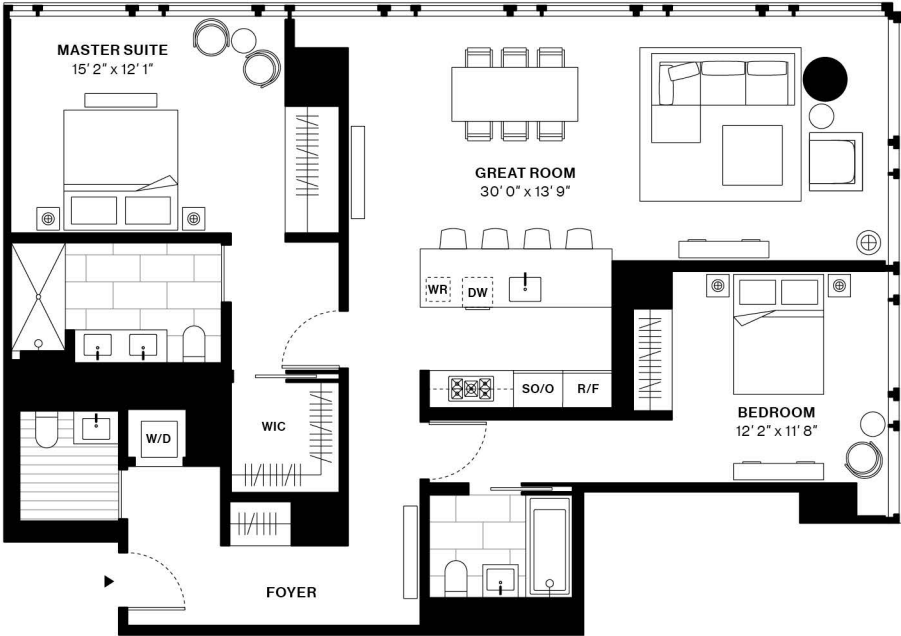 MASTER SUITE
15' 2" x 12' 1"
GREAT ROOM
30' 0" x 13' 9"
WR
DW
SO/O
R/F
BEDROOM
12' 2" x 11' 8"
WIC
W/D
FOYER